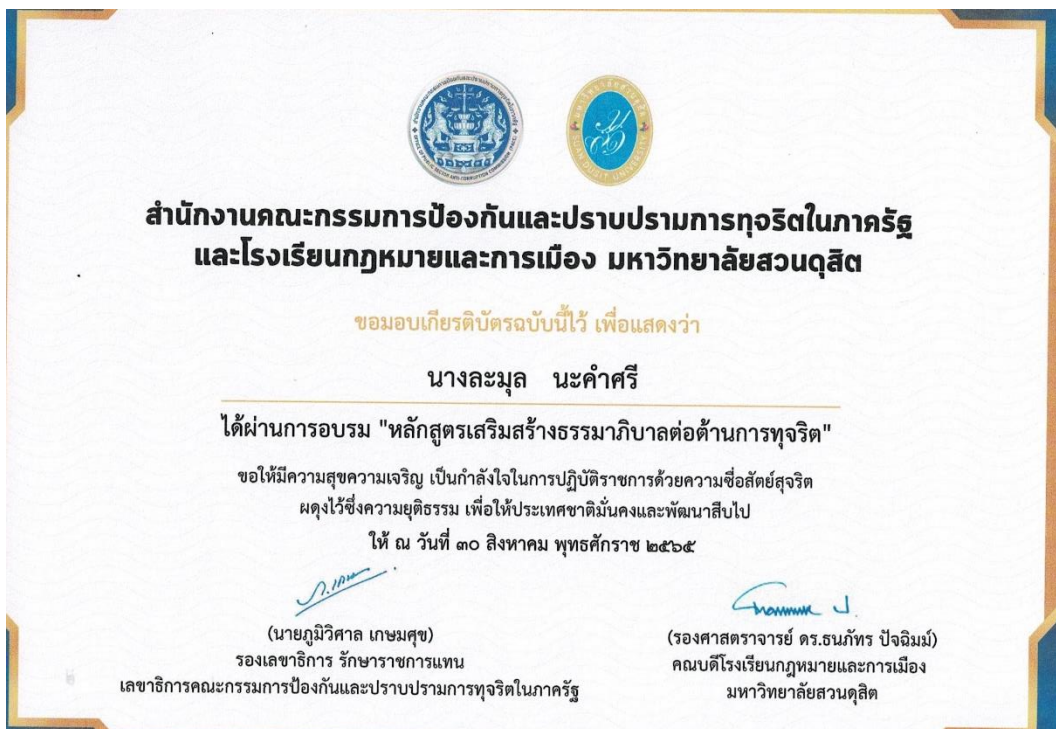 สำนักงานคณะกรรมการป้องกันและปราบปรามการทุจริตในภาครัฐ
และโรงเรียนกฎหมายและการเมือง มหาวิทยาลัยสวนดุสิต
ขอมอบเกียรติบัตรฉบับนี้ไว้ เพื่อแสดงว่า
นางละมุล นะคำศรี
ได้ผ่านการอบรม "หลักสูตรเสริมสร้างธรรมาภิบาลต่อต้านการทุจริต"
ขอให้มีความสุขความเจริญ เป็นกำลังใจในการปฏิบัติราชการด้วยความซื่อสัตย์สุจริต
ผดุงไว้ซึ่งความยุติธรรม เพื่อให้ประเทศชาติมั่นคงและพัฒนาสืบไป
ให้ ณ วันที่ ๓๐ สิงหาคม พุทธศักราช ๒๕๖๕
(นายภูมิวิศาล เกษมศุข)
รองเลขาธิการ รักษาราชการแทน
เลขาธิการคณะกรรมการป้องกันและปราบปรามการทุจริตในภาครัฐ
(รองศาสตราจารย์ ดร.ธนภัทร ปัจฉิมม์)
คณบดีโรงเรียนกฎหมายและการเมือง
มหาวิทยาลัยสวนดุสิต